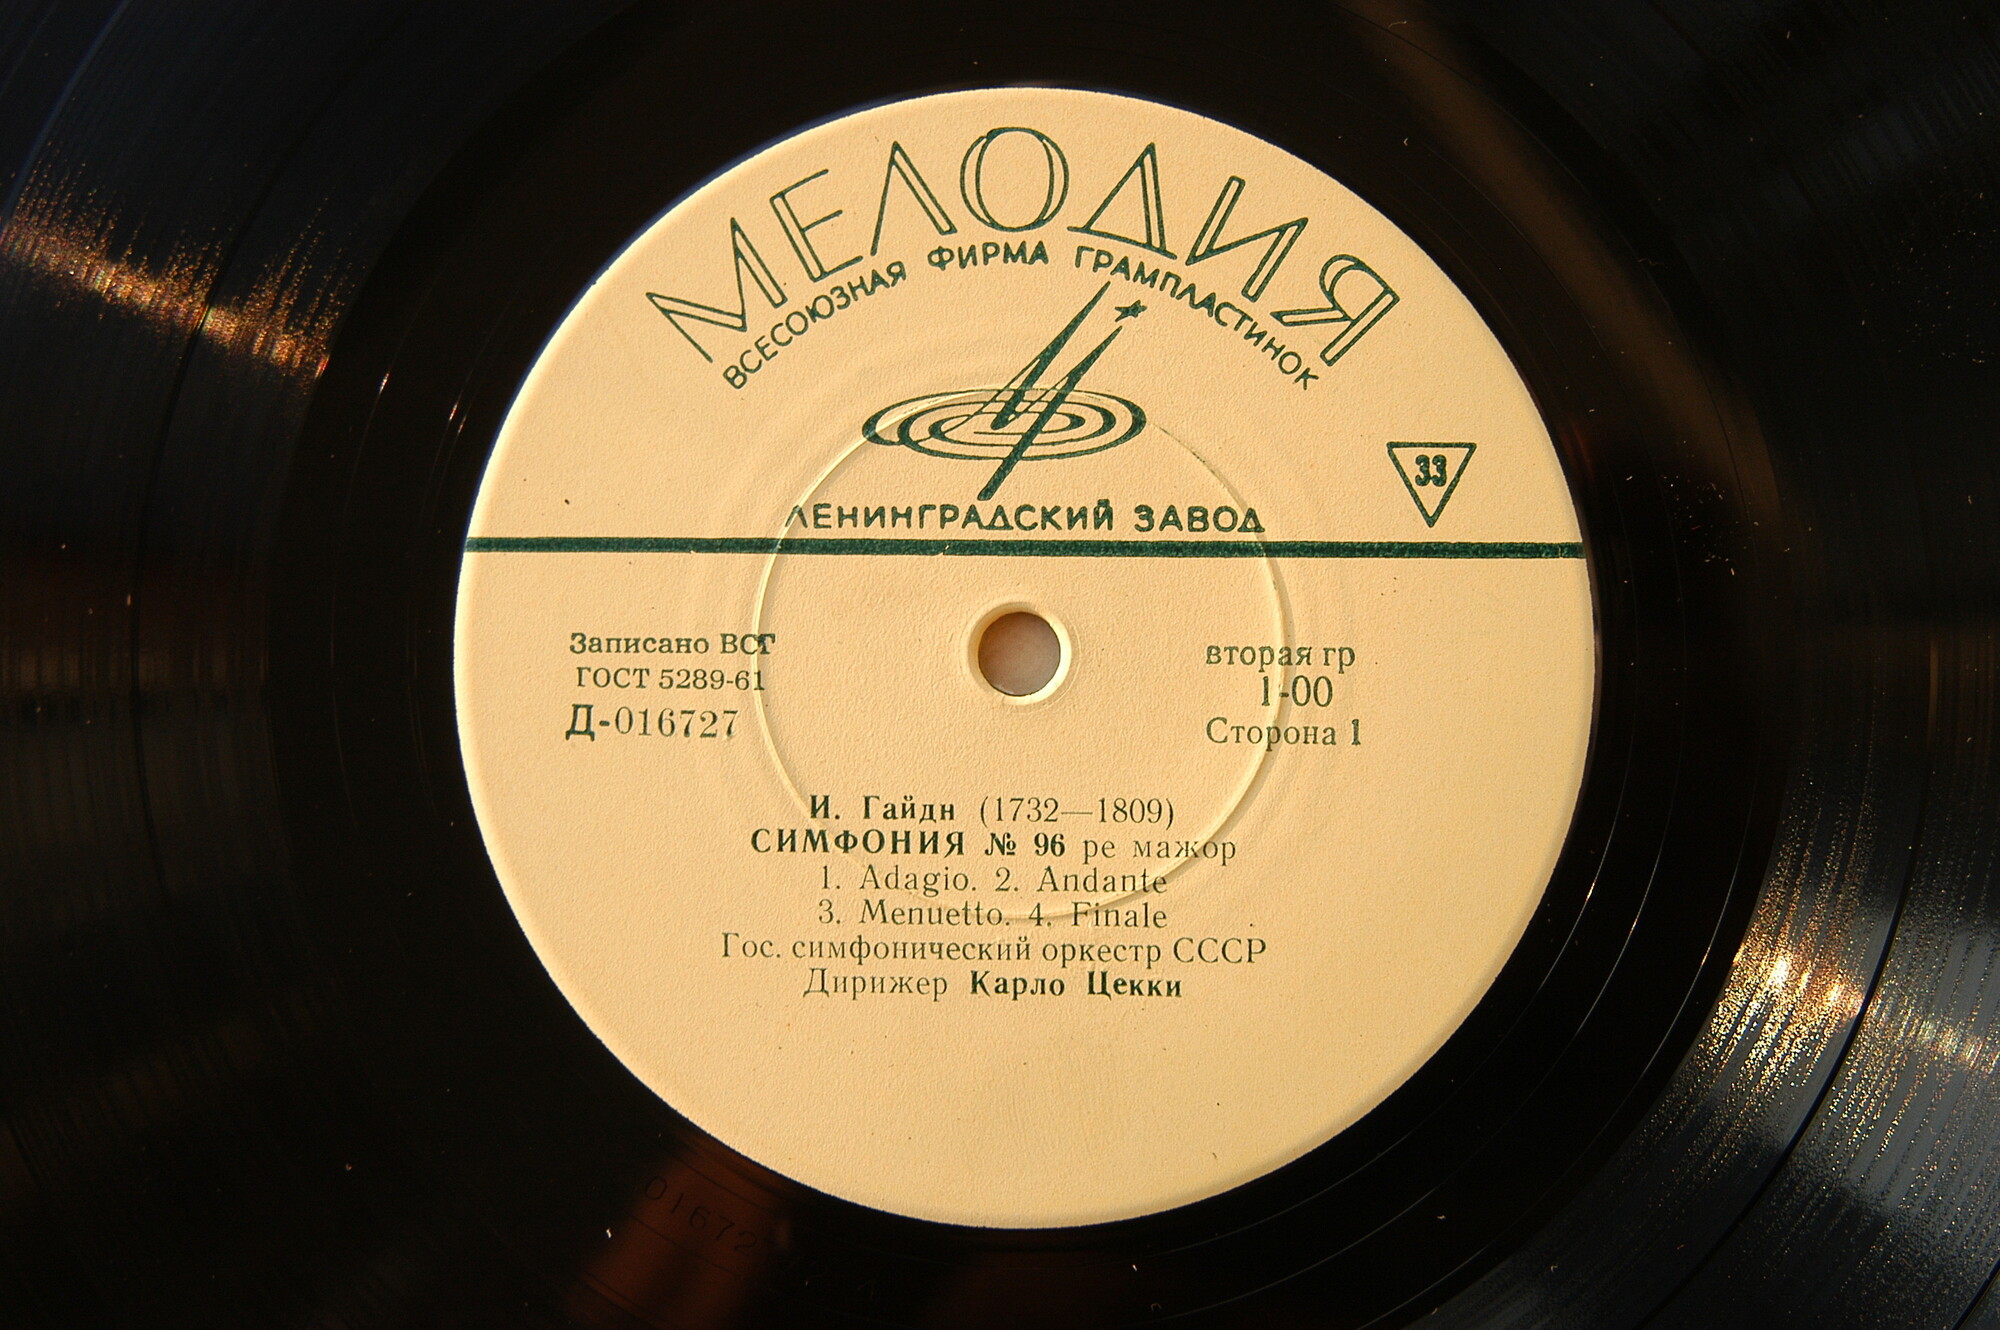 МЕЛОДИЯ
ВСЕСОЮЗНАЯ ФИРМА ГРАМПЛАСТИНОК
33
ЛЕНИНГРАДСКИЙ ЗАВОД
Записано ВСГ
ГОСТ 5289-61
Д-016727
вторая гр
1-00
Сторона 1
И. Гайдн (1732—1809)
СИМФОНИЯ № 96 ре мажор
1. Adagio. 2. Andante
3. Menuetto. 4. Finale
Гос. симфонический оркестр СССР
Дирижер Карло Цекки
01672